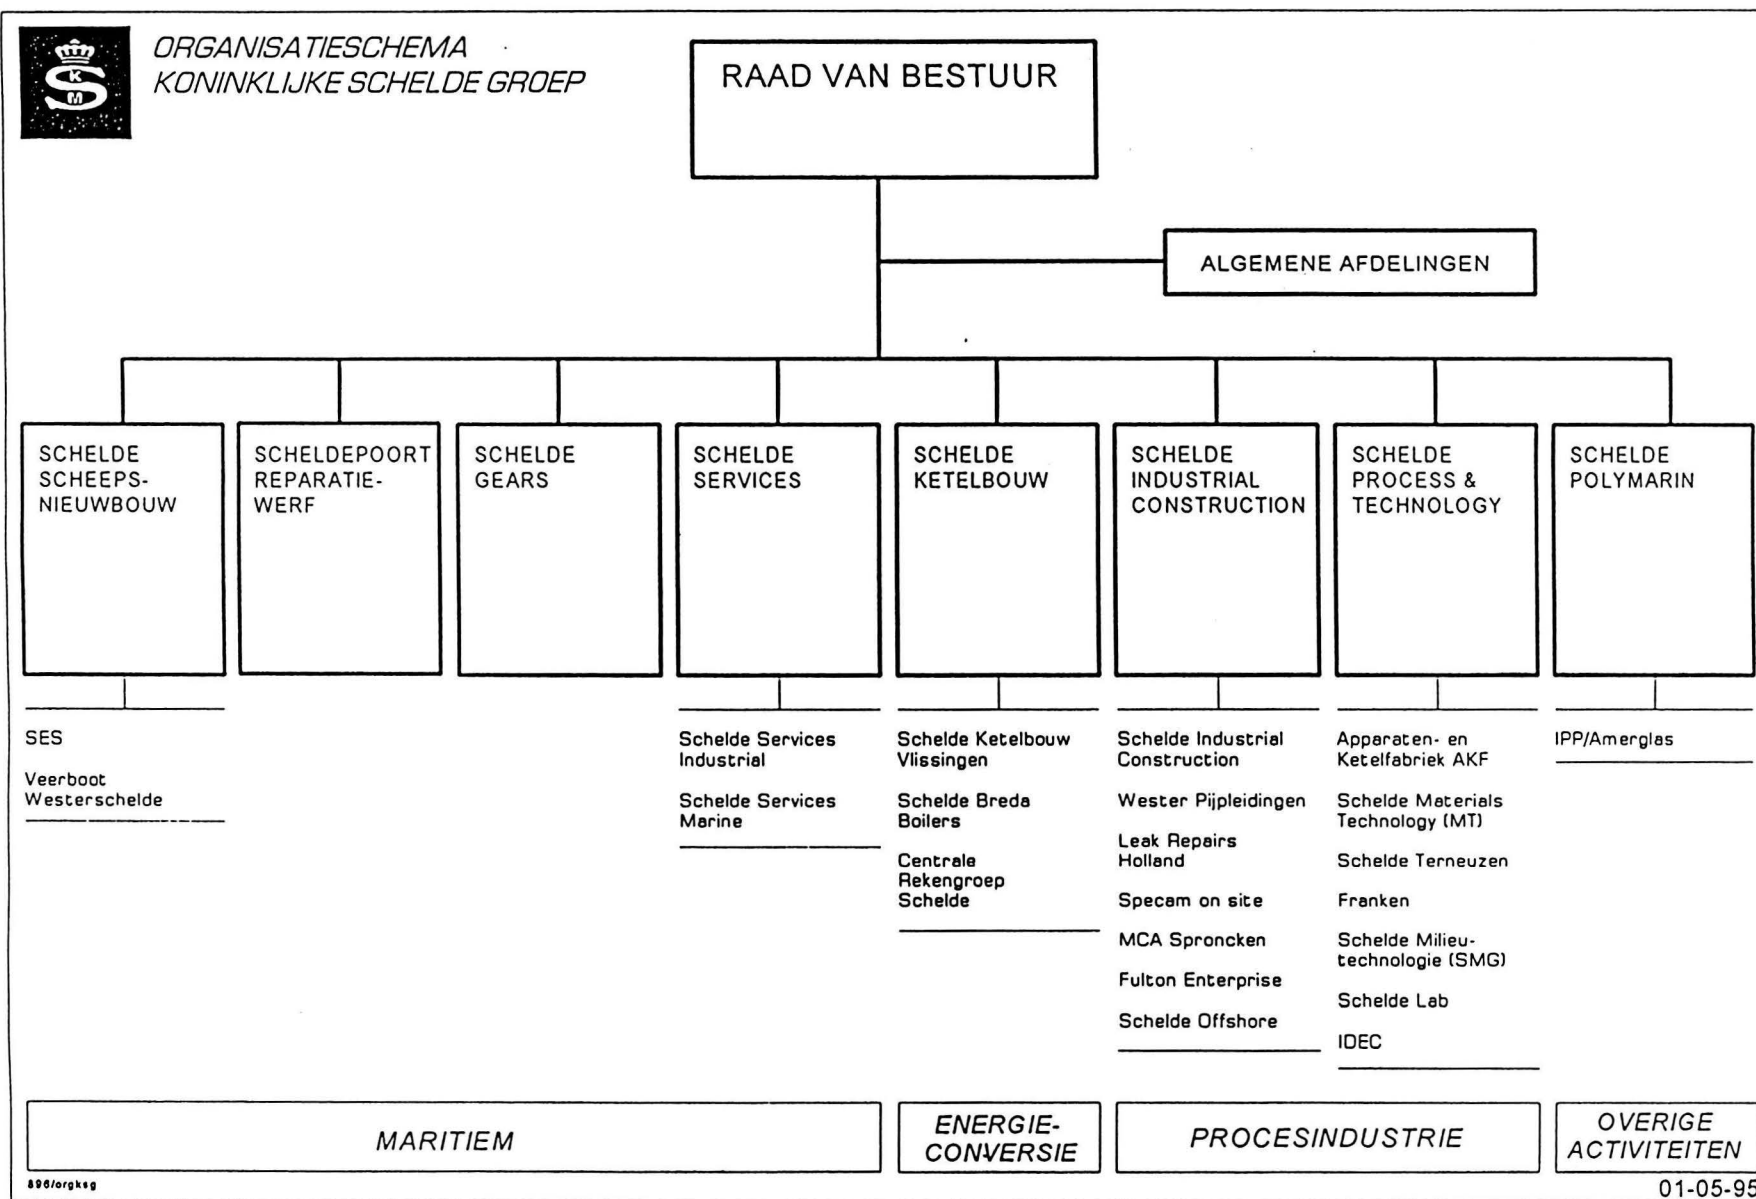 K
S
M
ORGANISATIESCHEMA
KONINKLIJKE SCHELDE GROEP
RAAD VAN BESTUUR
ALGEMENE AFDELINGEN
SCHELDE
SCHEEPS-
NIEUWBOUW
SCHELDEPOORT
REPARATIE-
WERF
SCHELDE
GEARS
SCHELDE
SERVICES
SCHELDE
KETELBOUW
SCHELDE
INDUSTRIAL
CONSTRUCTION
SCHELDE
PROCESS &
TECHNOLOGY
SCHELDE
POLYMARIN
SES
Veerboot
Westerschelde
Schelde Services
Industrial
Schelde Services
Marine
Schelde Ketelbouw
Vlissingen
Schelde Breda
Boilers
Centrale
Rekengroep
Schelde
Schelde Industrial
Construction
Wester Pijpleidingen
Leak Repairs
Holland
Specam on site
MCA Sproncken
Fulton Enterprise
Schelde Offshore
Apparaten- en
Ketelfabriek AKF
Schelde Materials
Technology (MT)
Schelde Terneuzen
Franken
Schelde Milieu-
technologie (SMG)
Schelde Lab
IDEC
IPP/Amerglas
MARITIEM
ENERGIE-
CONVERSIE
PROCESINDUSTRIE
OVERIGE
ACTIVITEITEN
896/orgksg
01-05-95